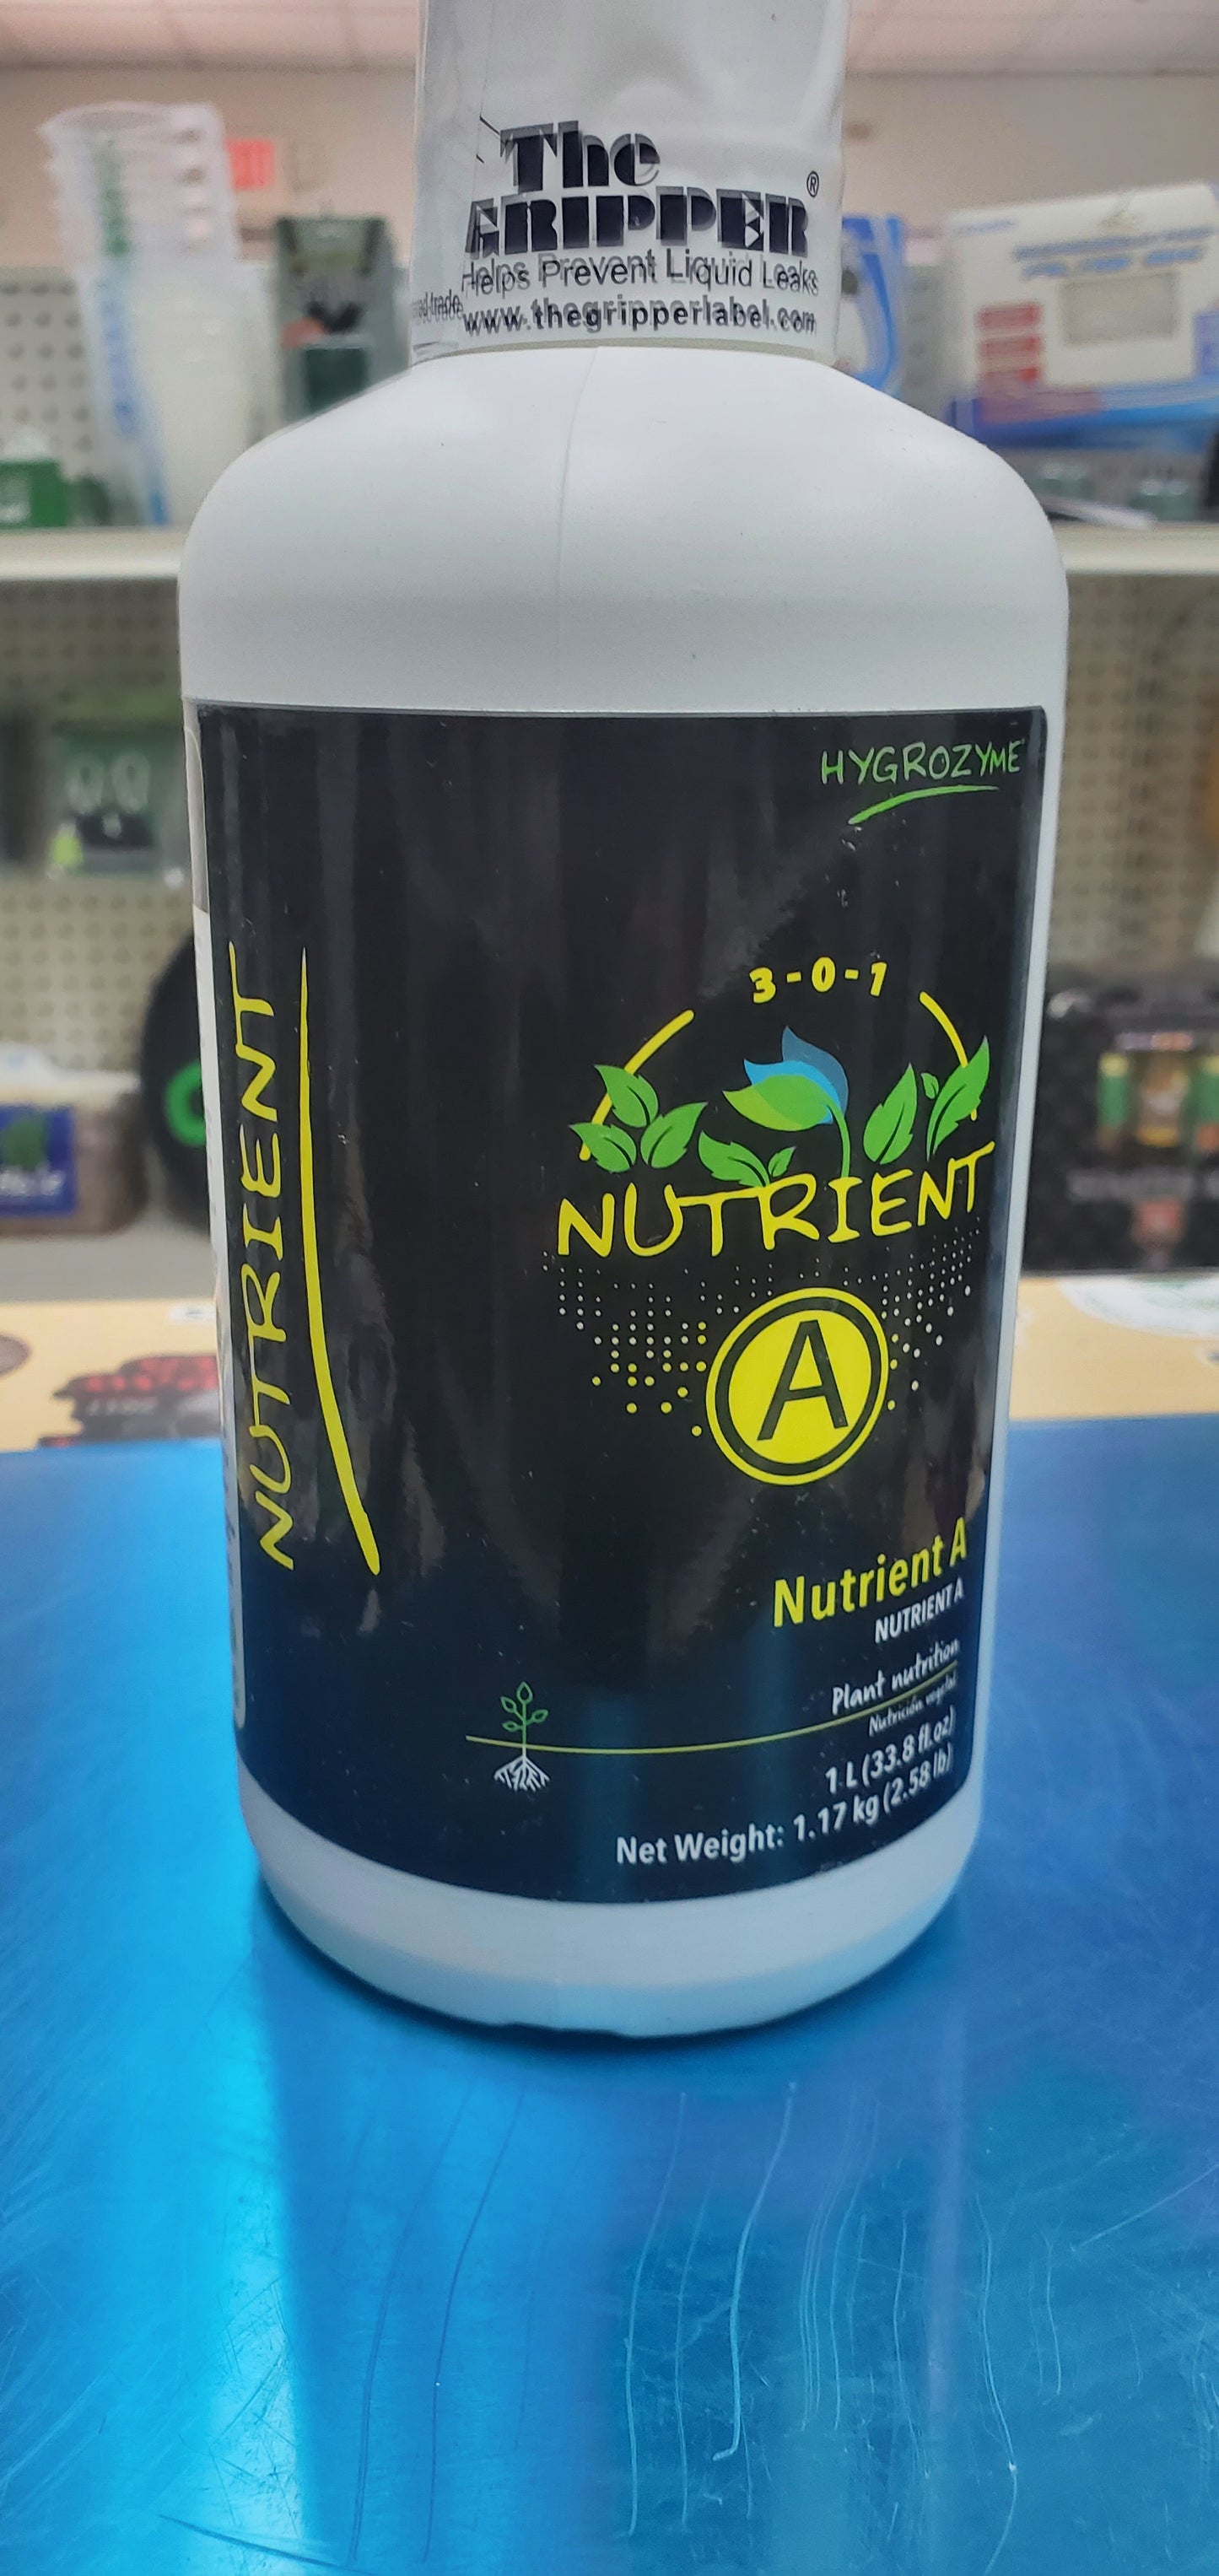 The
GRIPPER®
Helps Prevent Liquid Leaks
www.thegripperlabel.com
HYGROZYME
3-0-1
NUTRIENT
NUTRIENT
A
Nutrient A
NUTRIENT A
Plant nutrition
Nutrición vegetal
1 L (33.8 fl.oz)
Net Weight: 1.17 kg (2.58 lb)